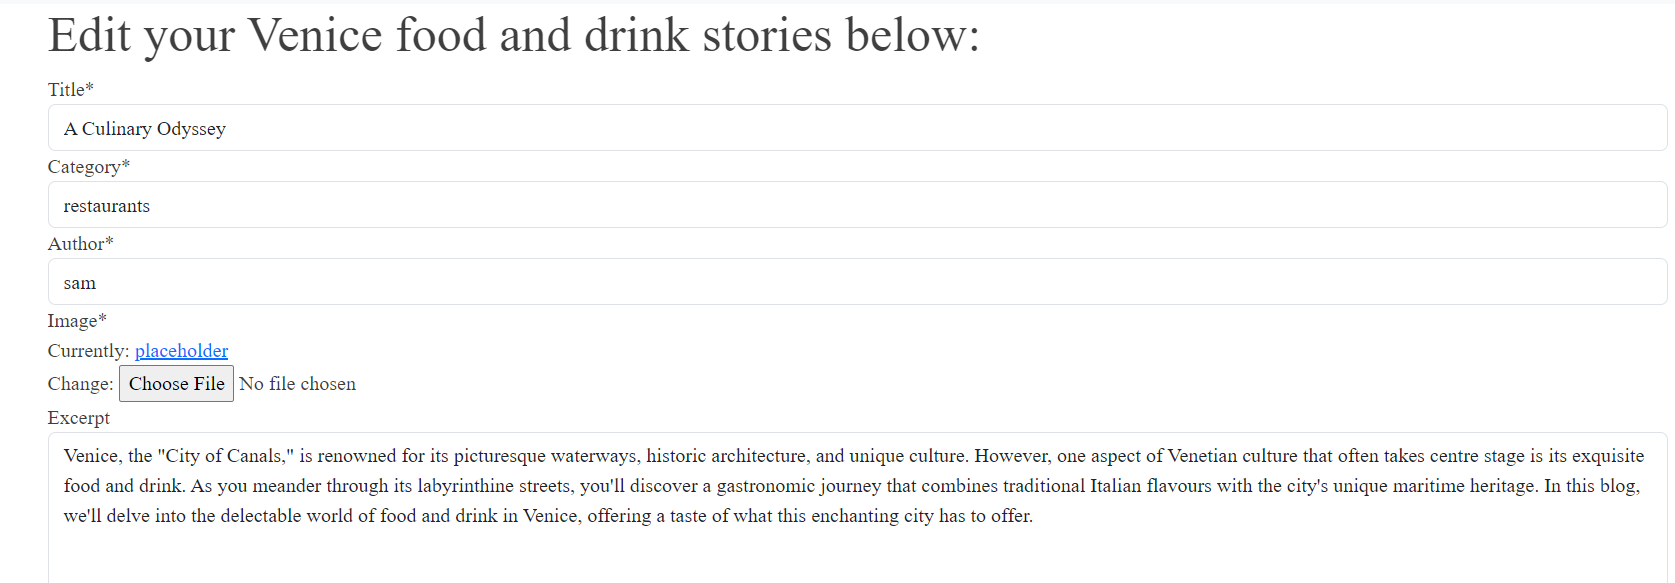 Edit your Venice food and drink stories below:
Title*
A Culinary Odyssey
Category*
restaurants
Author*
sam
Image*
Currently: placeholder
Change: Choose File No file chosen
Excerpt
Venice, the "City of Canals," is renowned for its picturesque waterways, historic architecture, and unique culture. However, one aspect of Venetian culture that often takes centre stage is its exquisite
food and drink. As you meander through its labyrinthine streets, you'll discover a gastronomic journey that combines traditional Italian flavours with the city's unique maritime heritage. In this blog,
we'll delve into the delectable world of food and drink in Venice, offering a taste of what this enchanting city has to offer.